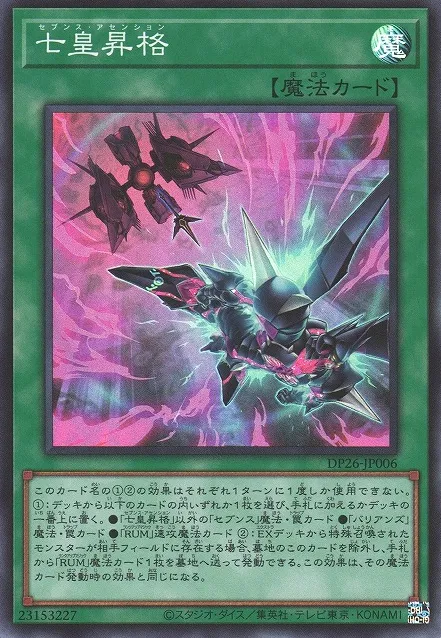 セブンス・アセンション
七皇昇格
魔
【魔法カード】
DP26-JP006
このカード名の①②の効果はそれぞれ1ターンに1度しか使用できない。
①：デッキから以下のカードの内いずれか1枚を選び、手札に加えるかデッキの
一番上に置く。●「七皇昇格」以外の「セブンス」魔法・罠カード●「バリアンズ」
魔法・罠カード●「RUM」速攻魔法カード ②：EXデッキから特殊召喚された
モンスターが相手フィールドに存在する場合、墓地のこのカードを除外し、手札
から「RUM」魔法カード1枚を墓地へ送って発動できる。この効果は、その魔法
カード発動時の効果と同じになる。
23153227
©スタジオ・ダイス／集英社・テレビ東京・KONAMI